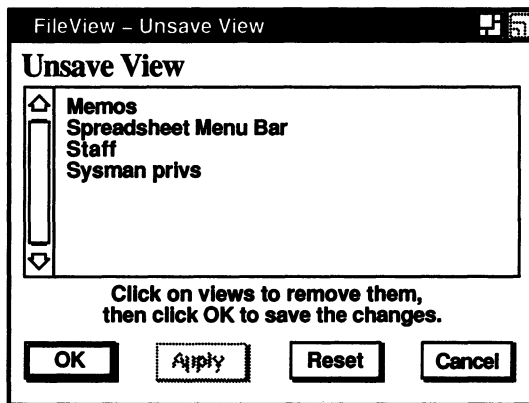 FileView – Unsave View
Unsave View
Memos
Spreadsheet Menu Bar
Staff
Sysman privs
Click on views to remove them,
then click OK to save the changes.
OK Apply Reset Cancel